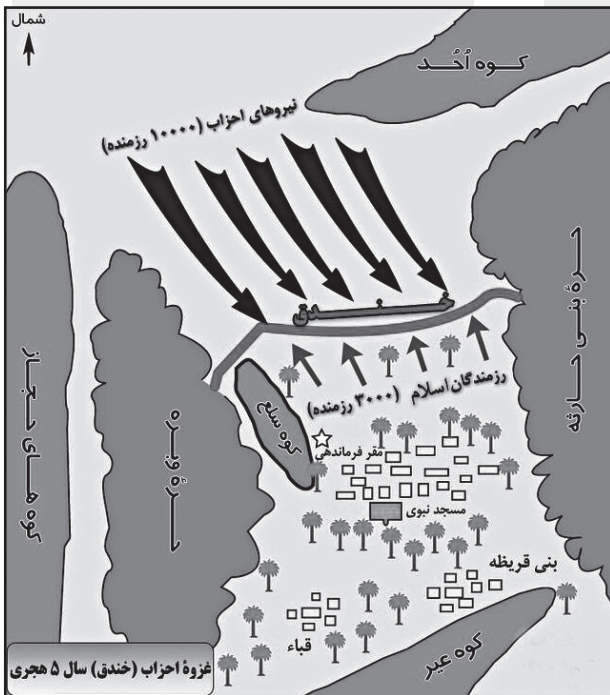 شمال
کوه اُحُد
نیروهای احزاب (۱۰۰۰۰ رزمنده)
حرهٔ بنی حارثه
خندق
رزمندگان اسلام (۳۰۰۰ رزمنده)
کوه سلع
مقر فرماندهی
مسجد نبوی
کوه‌های حجاز
حرهٔ وبره
بنی قریظه
قباء
کوه عیر
غزوهٔ احزاب (خندق) سال ۵ هجری